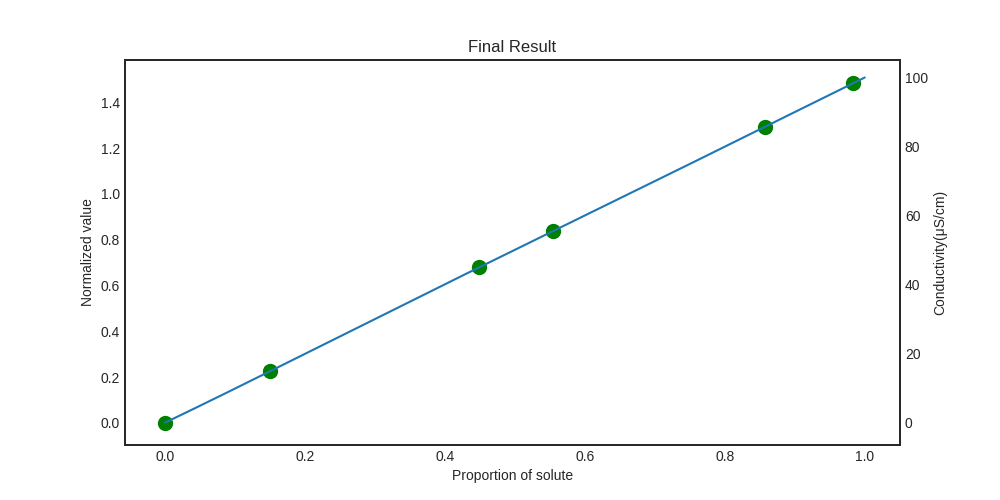 Final Result
Normalized value
1.4
1.2
1.0
0.8
0.6
0.4
0.2
0.0
100
80
60
40
20
0
Conductivity(μS/cm)
0.0 0.2 0.4 0.6 0.8 1.0
Proportion of solute